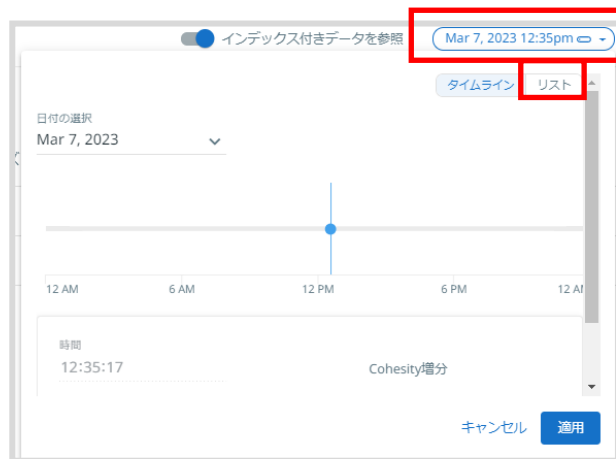 インデックス付きデータを参照
Mar 7, 2023 12:35pm
タイムライン
リスト
日付の選択
Mar 7, 2023
12 AM
6 AM
12 PM
6 PM
12 AM
時間
12:35:17
Cohesity増分
キャンセル
適用